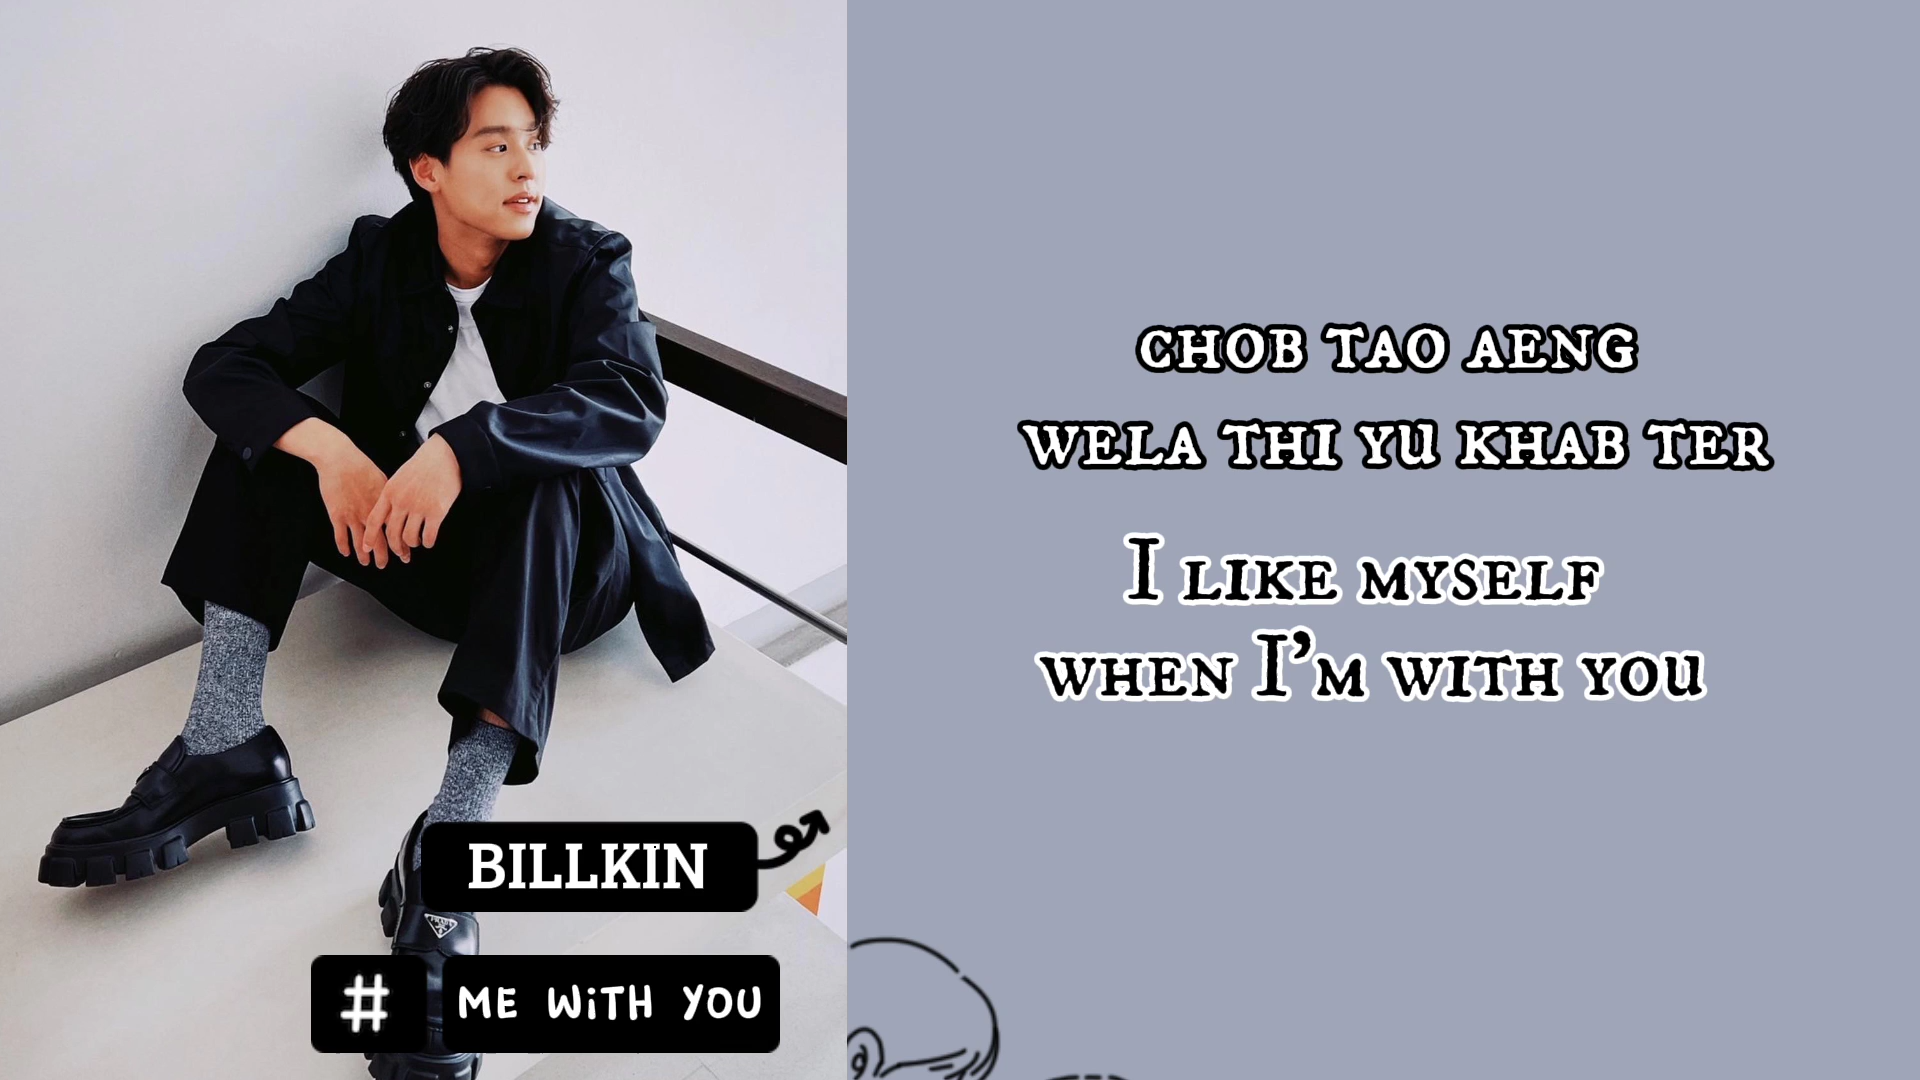 BILLKIN
# ME WiTH YOU
CHOB TAO AENG
WELA THI YU KHAB TER
I LIKE MYSELF
WHEN I'M WITH YOU